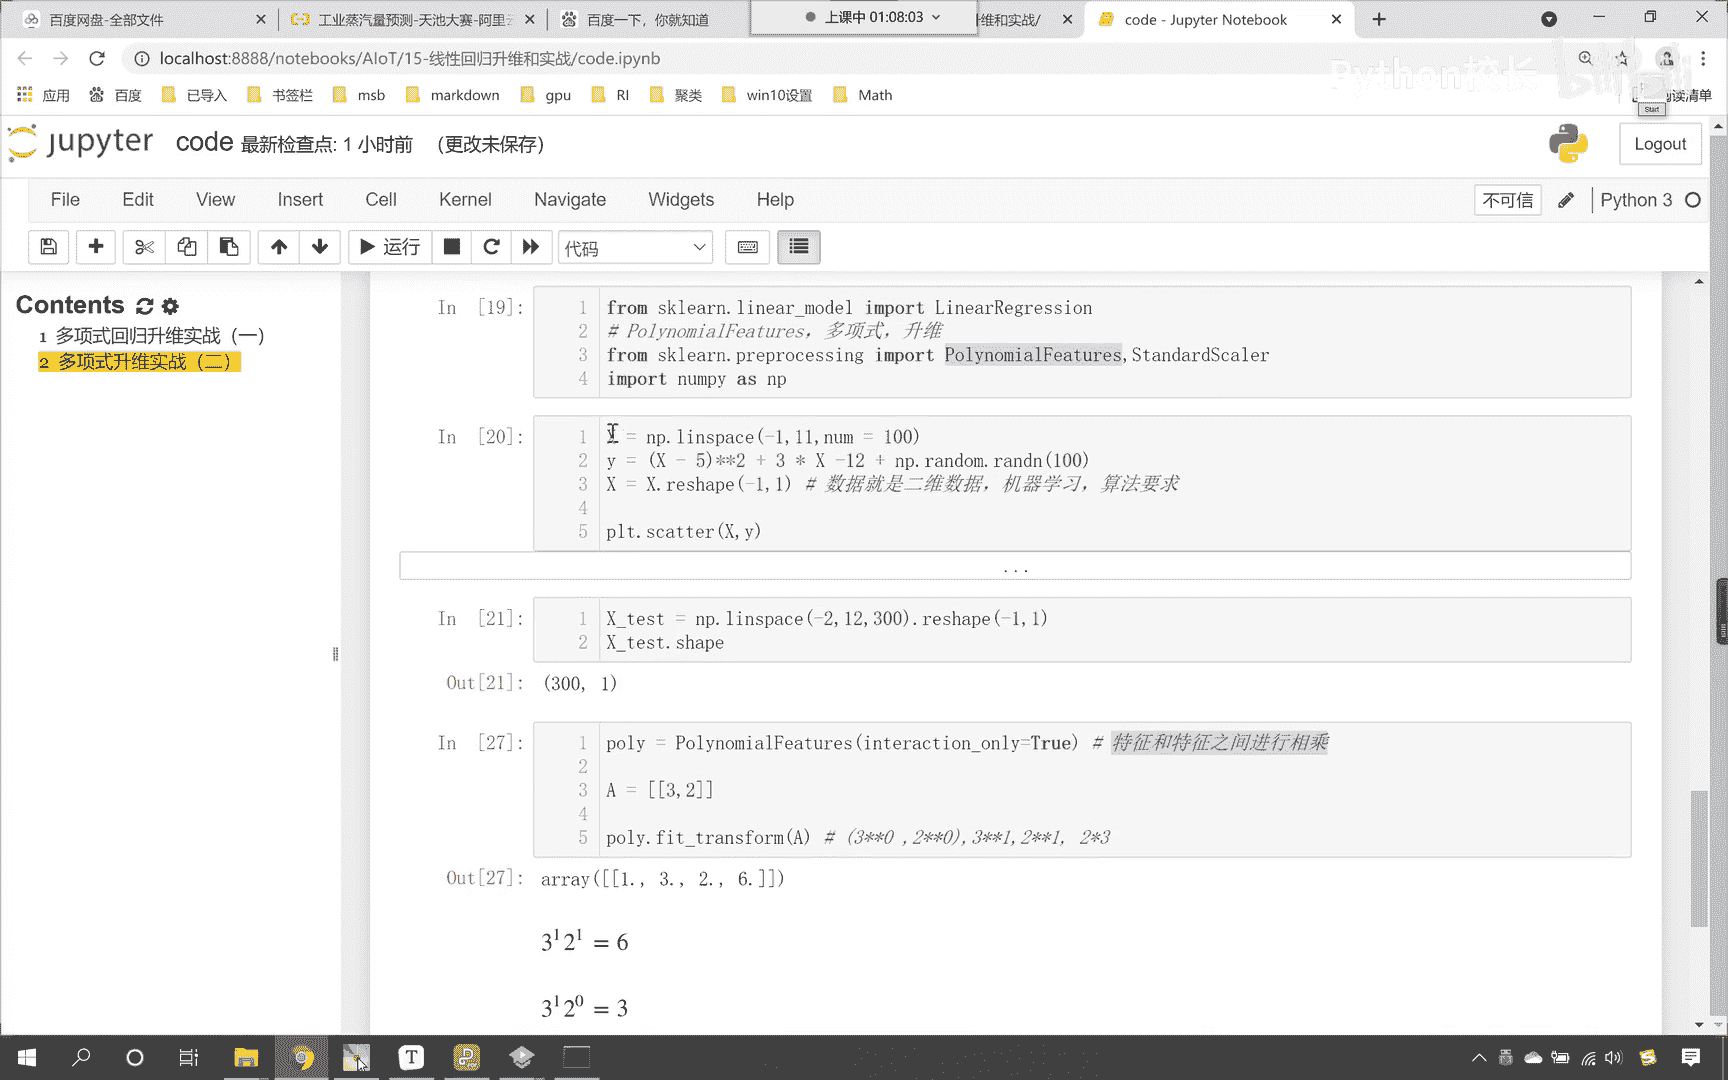 百度网盘-全部文件
工业蒸汽量预测-天池大赛-阿里云
百度一下，你就知道
上课中 01:08:03
维和实战/
code - Jupyter Notebook
localhost:8888/notebooks/AIoT/15-线性回归升维和实战/code.ipynb
Python校长
应用
百度
已导入
书签栏
msb
markdown
gpu
RI
聚类
win10设置
Math
阅读清单
Start
jupyter
code 最新检查点: 1 小时前 (更改未保存)
Logout
File Edit View Insert Cell Kernel Navigate Widgets Help
不可信
Python 3
运行
代码
Contents
1 多项式回归升维实战（一）
2 多项式升维实战（二）
In [19]:
1 from sklearn.linear_model import LinearRegression
2 # PolynomialFeatures，多项式，升维
3 from sklearn.preprocessing import PolynomialFeatures,StandardScaler
4 import numpy as np
In [20]:
1 X = np.linspace(-1,11,num = 100)
2 y = (X - 5)**2 + 3 * X -12 + np.random.randn(100)
3 X = X.reshape(-1,1) # 数据就是二维数据，机器学习，算法要求
4
5 plt.scatter(X,y)
...
In [21]:
1 X_test = np.linspace(-2,12,300).reshape(-1,1)
2 X_test.shape
Out[21]: (300, 1)
In [27]:
1 poly = PolynomialFeatures(interaction_only=True) # 特征和特征之间进行相乘
2
3 A = [[3,2]]
4
5 poly.fit_transform(A) # (3**0 ,2**0),3**1,2**1, 2*3
Out[27]: array([[1., 3., 2., 6.]])
3¹2¹ = 6
3¹2⁰ = 3